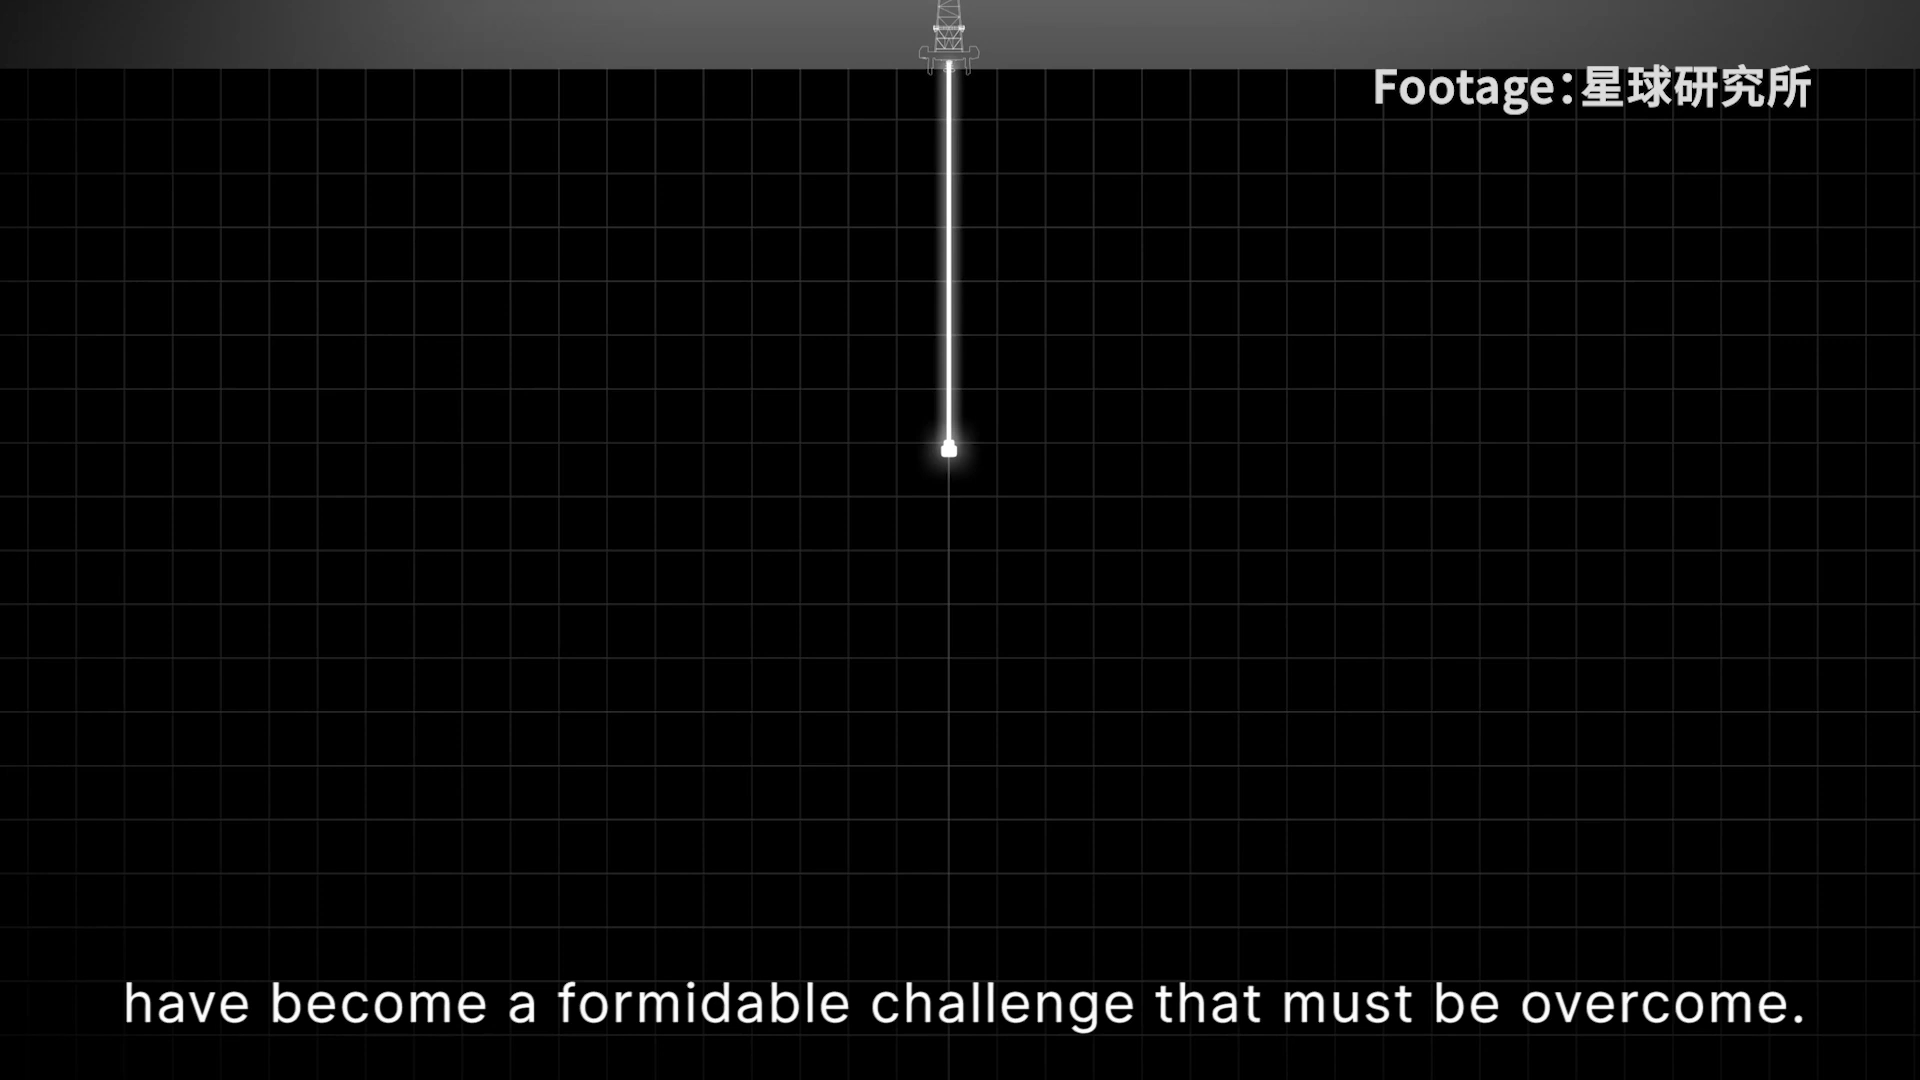 Footage：星球研究所
have become a formidable challenge that must be overcome.